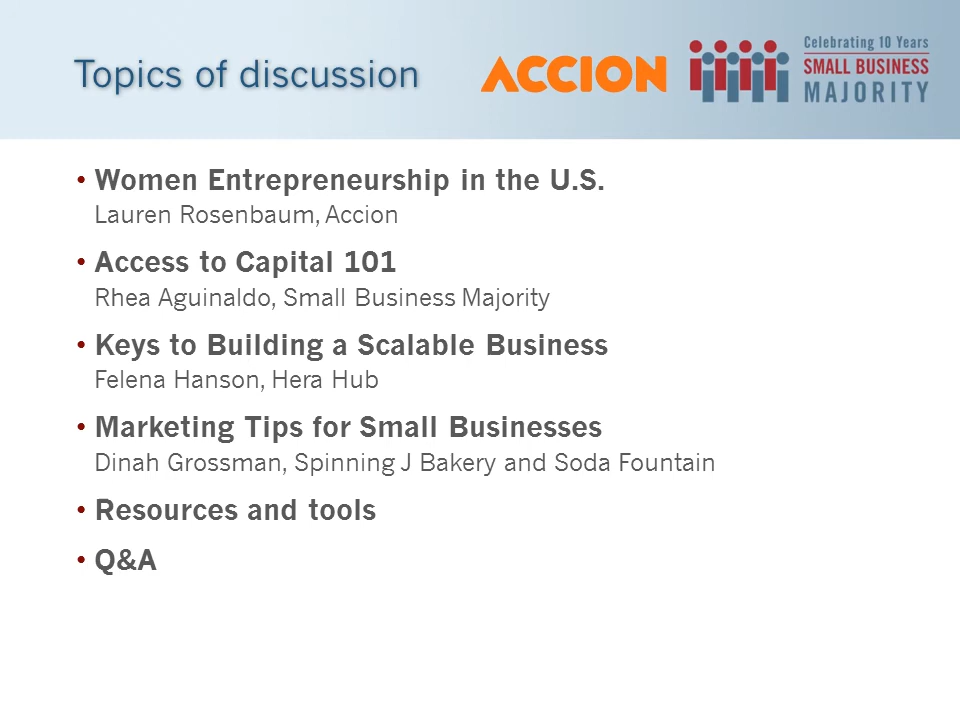 Topics of discussion
ACCION
Celebrating 10 Years
SMALL BUSINESS
MAJORITY
• Women Entrepreneurship in the U.S.
Lauren Rosenbaum, Accion
• Access to Capital 101
Rhea Aguinaldo, Small Business Majority
• Keys to Building a Scalable Business
Felena Hanson, Hera Hub
• Marketing Tips for Small Businesses
Dinah Grossman, Spinning J Bakery and Soda Fountain
• Resources and tools
• Q&A